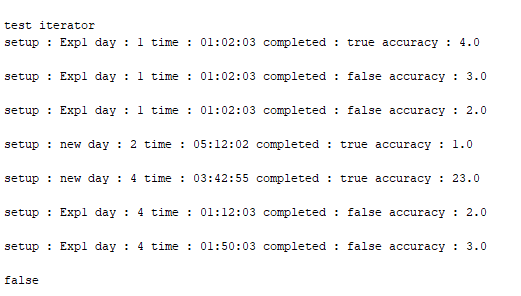 test iterator
setup : Expl day : 1 time : 01:02:03 completed : true accuracy : 4.0
setup : Expl day : 1 time : 01:02:03 completed : false accuracy : 3.0
setup : Expl day : 1 time : 01:02:03 completed : false accuracy : 2.0
setup : new day : 2 time : 05:12:02 completed : true accuracy : 1.0
setup : new day : 4 time : 03:42:55 completed : true accuracy : 23.0
setup : Expl day : 4 time : 01:12:03 completed : false accuracy : 2.0
setup : Expl day : 4 time : 01:50:03 completed : false accuracy : 3.0
false